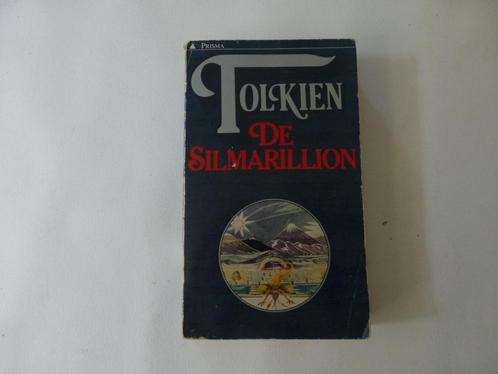 PRISMA
TOLKIEN
DE
SILMARILLION